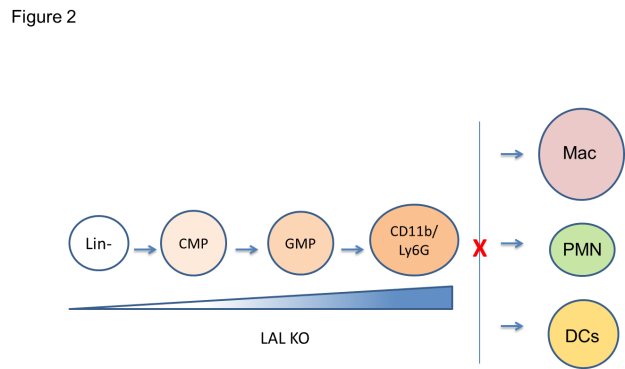 Figure 2
Mac
Lin-
CMP
GMP
CD11b/
Ly6G
X
PMN
LAL KO
DCs